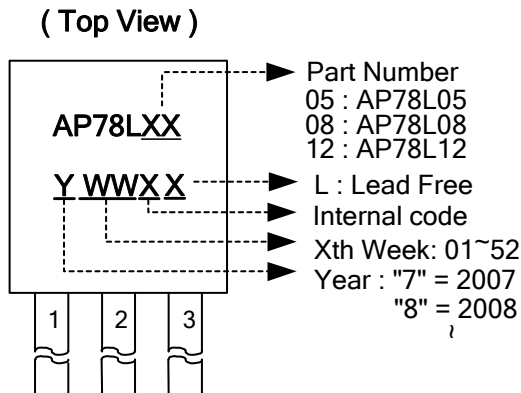 ( Top View )
AP78LXX
Part Number
05 : AP78L05
08 : AP78L08
12 : AP78L12
Y WW X X
L : Lead Free
Internal code
Xth Week: 01~52
Year : "7" = 2007
"8" = 2008
~
1 2 3